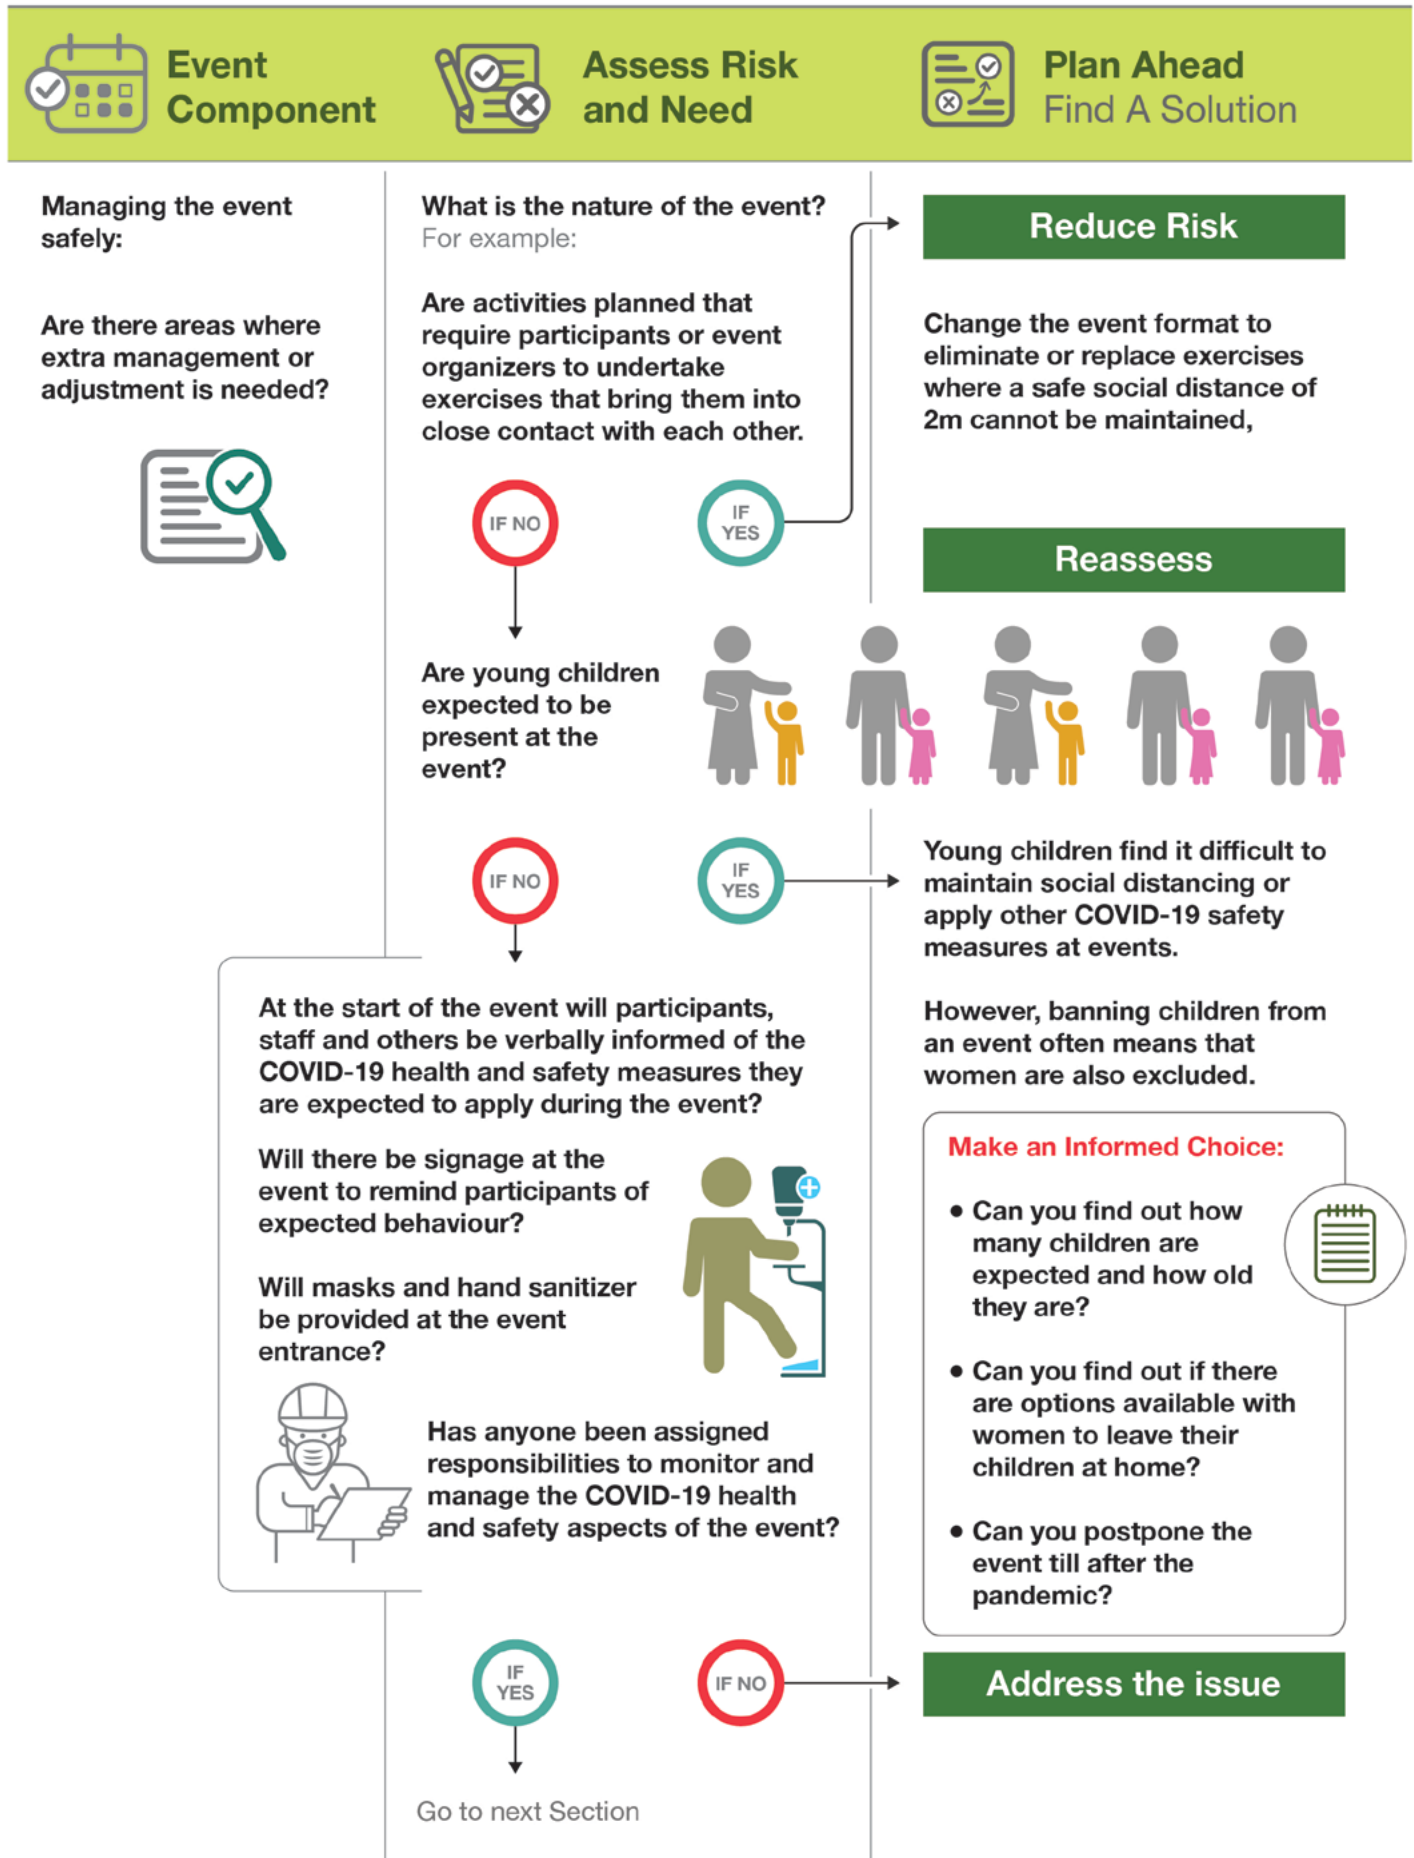 Event
Component
Assess Risk
and Need
Plan Ahead
Find A Solution
Managing the event
safely:
Are there areas where
extra management or
adjustment is needed?
What is the nature of the event?
For example:
Are activities planned that
require participants or event
organizers to undertake
exercises that bring them into
close contact with each other.
IF NO
IF
YES
Reduce Risk
Change the event format to
eliminate or replace exercises
where a safe social distance of
2m cannot be maintained,
Reassess
Are young children
expected to be
present at the
event?
IF NO
IF
YES
Young children find it difficult to
maintain social distancing or
apply other COVID-19 safety
measures at events.
However, banning children from
an event often means that
women are also excluded.
Make an Informed Choice:
• Can you find out how
many children are
expected and how old
they are?
• Can you find out if there
are options available with
women to leave their
children at home?
• Can you postpone the
event till after the
pandemic?
At the start of the event will participants,
staff and others be verbally informed of the
COVID-19 health and safety measures they
are expected to apply during the event?
Will there be signage at the
event to remind participants of
expected behaviour?
Will masks and hand sanitizer
be provided at the event
entrance?
Has anyone been assigned
responsibilities to monitor and
manage the COVID-19 health
and safety aspects of the event?
IF
YES
IF NO
Address the issue
Go to next Section